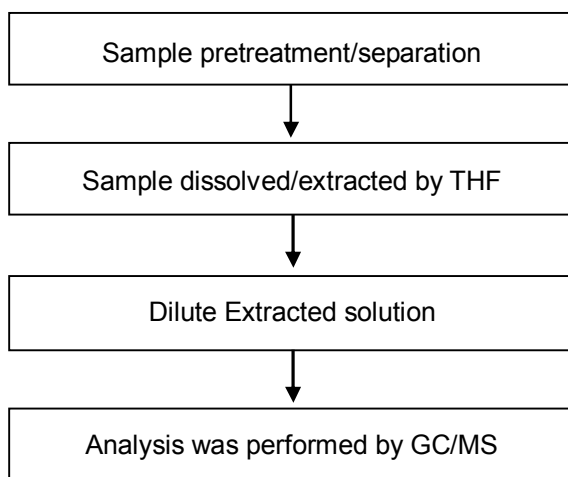 Sample pretreatment/separation
Sample dissolved/extracted by THF
Dilute Extracted solution
Analysis was performed by GC/MS